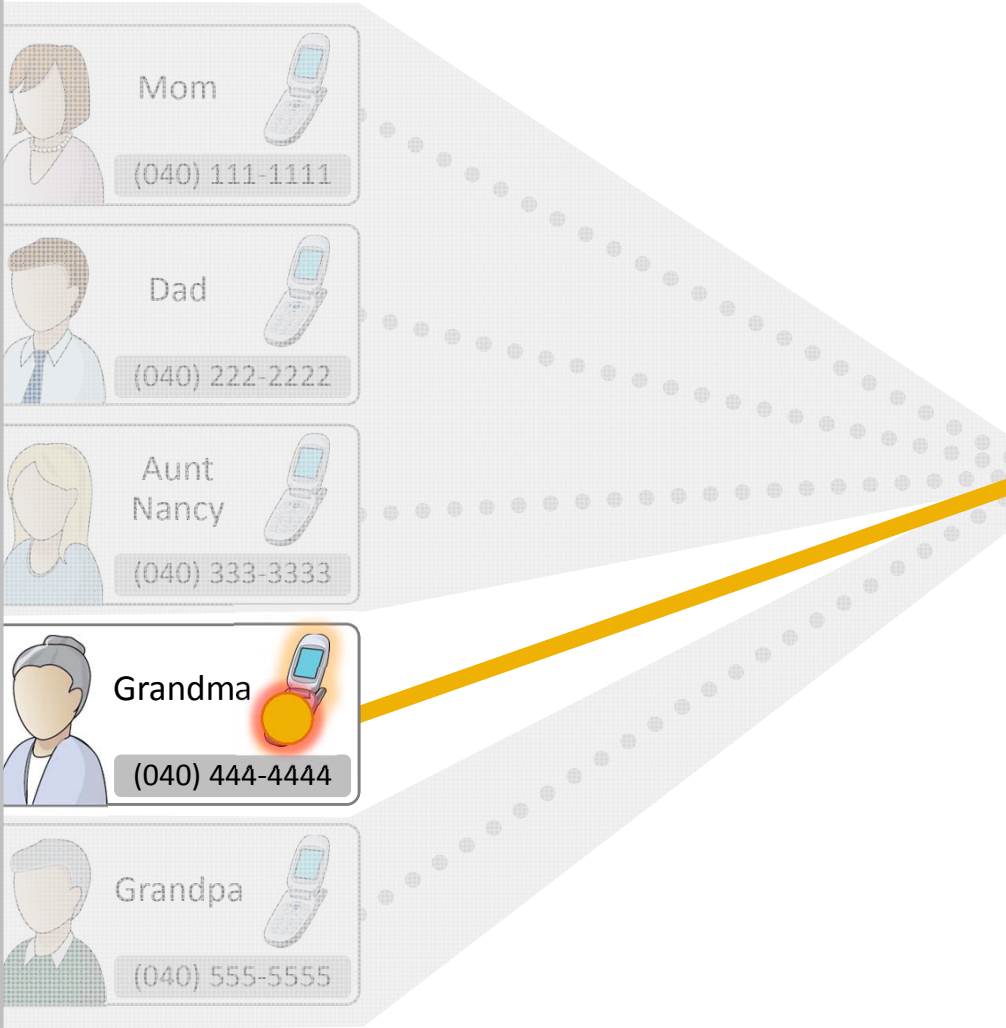 Mom
(040) 111-1111
Dad
(040) 222-2222
Aunt
Nancy
(040) 333-3333
Grandma
(040) 444-4444
Grandpa
(040) 555-5555